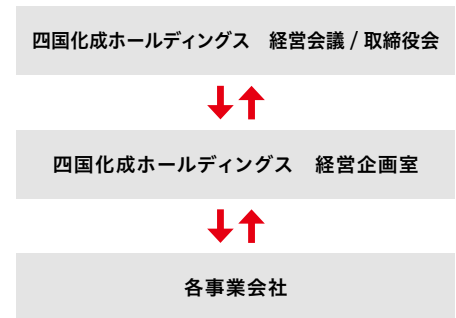 四国化成ホールディングス　経営会議 / 取締役会
四国化成ホールディングス　経営企画室
各事業会社